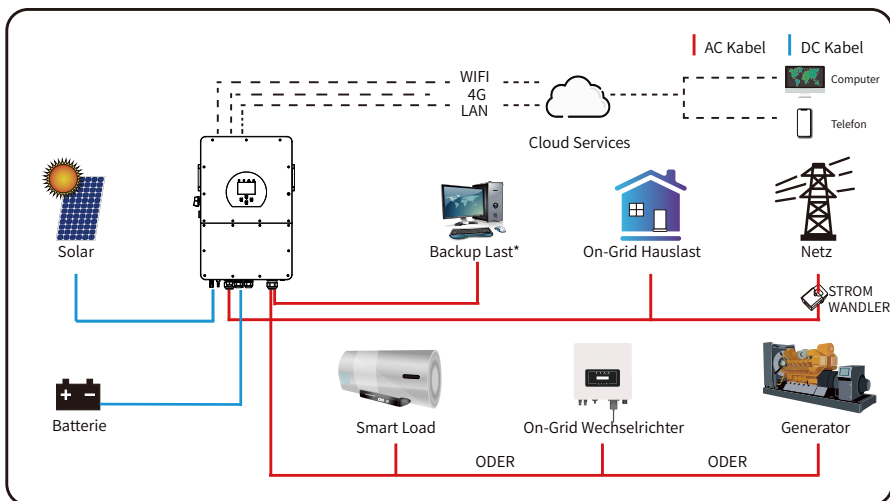 AC Kabel
DC Kabel
WIFI
4G
LAN
Cloud Services
Computer
Telefon
Solar
Backup Last*
On-Grid Hauslast
Netz
STROM
WANDLER
Batterie
Smart Load
On-Grid Wechselrichter
Generator
ODER
ODER